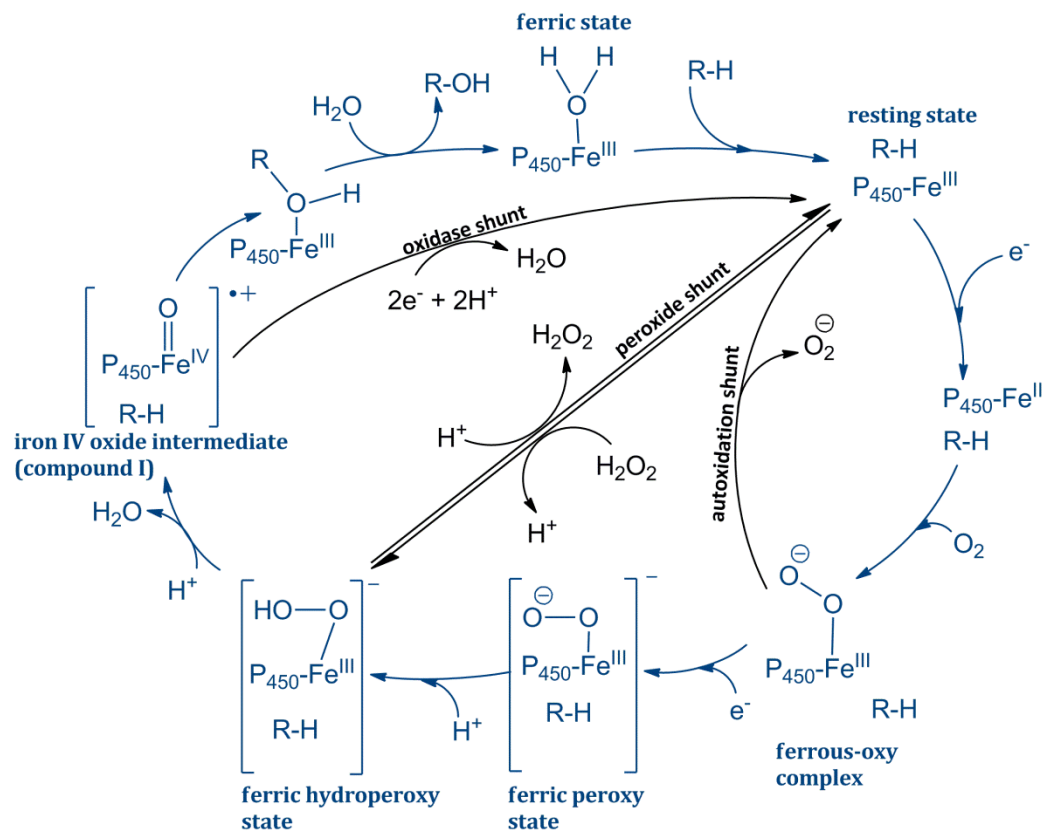 ferric state
H H
O
P₄₅₀-Feᴵᴵᴵ
R-H
resting state
R-H
P₄₅₀-Feᴵᴵᴵ
H₂O
R-OH
R
O
H
P₄₅₀-Feᴵᴵᴵ
oxidase shunt
H₂O
2e⁻ + 2H⁺
e⁻
O
•+
P₄₅₀-Feᴵⱽ
R-H
iron IV oxide intermediate
(compound I)
peroxide shunt
H₂O₂
H⁺
H₂O₂
H⁺
autoxidation shunt
O₂⊖
P₄₅₀-Feᴵᴵ
R-H
O₂
H₂O
H⁺
HO—O
−
P₄₅₀-Feᴵᴵᴵ
R-H
ferric hydroperoxy
state
H⁺
⊖
O—O
−
P₄₅₀-Feᴵᴵᴵ
R-H
ferric peroxy
state
e⁻
⊖
O
O
P₄₅₀-Feᴵᴵᴵ
R-H
ferrous-oxy
complex